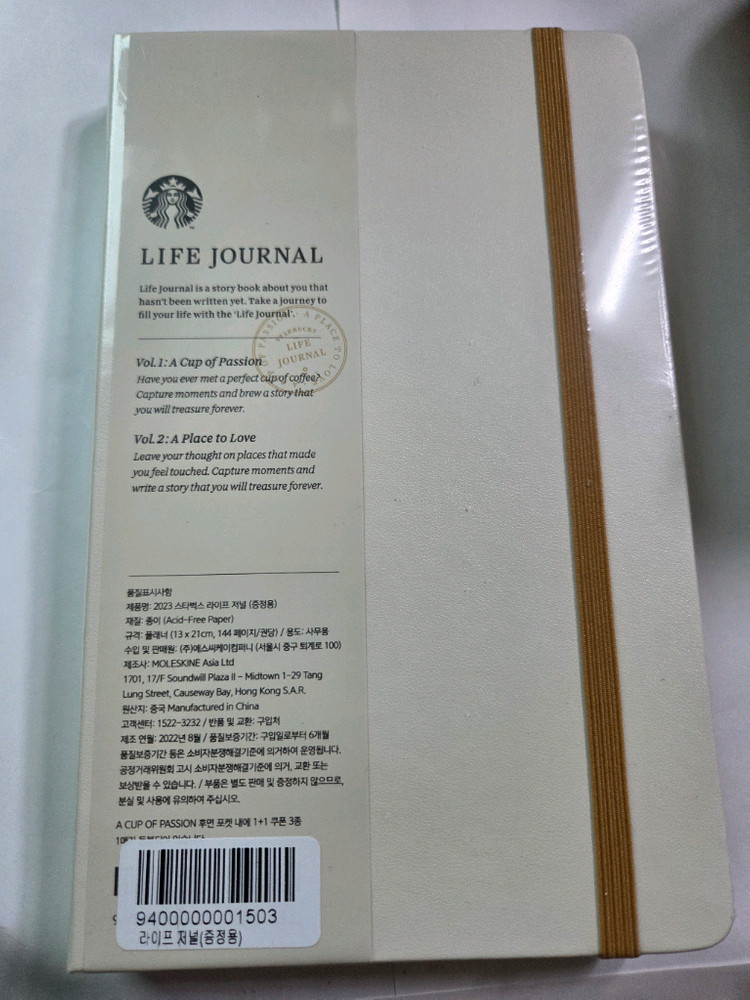 LIFE JOURNAL
Life Journal is a story book about you that
hasn't been written yet. Take a journey to
fill your life with the 'Life Journal'.
A CUP OF PASSION · A PLACE TO LOVE
STARBUCKS
LIFE
JOURNAL
Vol.1: A Cup of Passion
Have you ever met a perfect cup of coffee?
Capture moments and brew a story that
you will treasure forever.
Vol.2: A Place to Love
Leave your thought on places that made
you feel touched. Capture moments and
write a story that you will treasure forever.
품질표시사항
제품명: 2023 스타벅스 라이프 저널 (증정용)
재질: 종이 (Acid-Free Paper)
규격: 플래너 (13 x 21cm, 144 페이지/권당) / 용도: 사무용
수입 및 판매원: (주)에스씨케이컴퍼니 (서울시 중구 퇴계로 100)
제조사: MOLESKINE Asia Ltd
1701, 17/F Soundwill Plaza II – Midtown 1-29 Tang
Lung Street, Causeway Bay, Hong Kong S.A.R.
원산지: 중국 Manufactured in China
고객센터: 1522-3232 / 반품 및 교환: 구입처
제조 연월: 2022년 8월 / 품질보증기간: 구입일로부터 6개월
품질보증기간 등은 소비자분쟁해결기준에 의거하여 운영됩니다.
공정거래위원회 고시 소비자분쟁해결기준에 의거, 교환 또는
보상받을 수 있습니다. / 부품은 별도 판매 및 증정하지 않으므로,
분실 및 사용에 유의하여 주십시오.
A CUP OF PASSION 후면 포켓 내에 1+1 쿠폰 3종
9400000001503
라이프 저널(증정용)